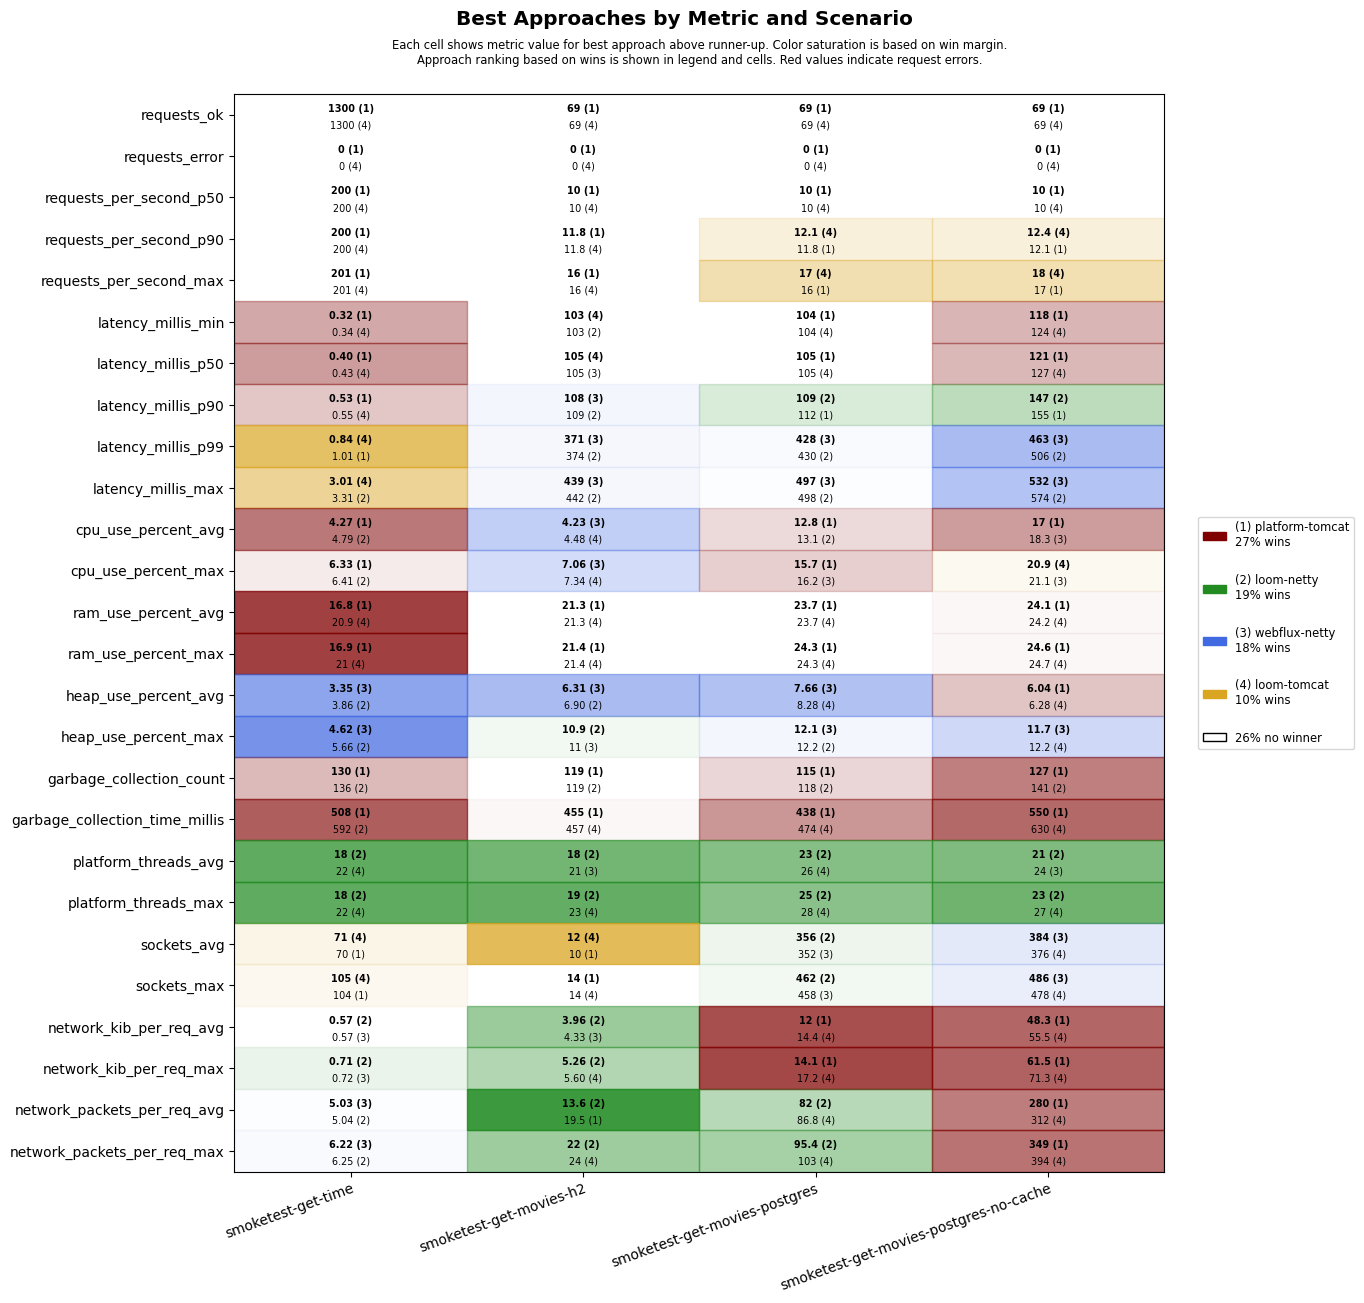 Best Approaches by Metric and Scenario
Each cell shows metric value for best approach above runner-up. Color saturation is based on win margin.
Approach ranking based on wins is shown in legend and cells. Red values indicate request errors.
requests_ok
1300 (1) 69 (1) 69 (1) 69 (1)
1300 (4) 69 (4) 69 (4) 69 (4)
requests_error
0 (1) 0 (1) 0 (1) 0 (1)
0 (4) 0 (4) 0 (4) 0 (4)
requests_per_second_p50
200 (1) 10 (1) 10 (1) 10 (1)
200 (4) 10 (4) 10 (4) 10 (4)
requests_per_second_p90
200 (1) 11.8 (1) 12.1 (4) 12.4 (4)
200 (4) 11.8 (4) 11.8 (1) 12.1 (1)
requests_per_second_max
201 (1) 16 (1) 17 (4) 18 (4)
201 (4) 16 (4) 16 (1) 17 (1)
latency_millis_min
0.32 (1) 103 (4) 104 (1) 118 (1)
0.34 (4) 103 (2) 104 (4) 124 (4)
latency_millis_p50
0.40 (1) 105 (4) 105 (1) 121 (1)
0.43 (4) 105 (3) 105 (4) 127 (4)
latency_millis_p90
0.53 (1) 108 (3) 109 (2) 147 (2)
0.55 (4) 109 (2) 112 (1) 155 (1)
latency_millis_p99
0.84 (4) 371 (3) 428 (3) 463 (3)
1.01 (1) 374 (2) 430 (2) 506 (2)
latency_millis_max
3.01 (4) 439 (3) 497 (3) 532 (3)
3.31 (2) 442 (2) 498 (2) 574 (2)
cpu_use_percent_avg
4.27 (1) 4.23 (3) 12.8 (1) 17 (1)
4.79 (2) 4.48 (4) 13.1 (2) 18.3 (3)
cpu_use_percent_max
6.33 (1) 7.06 (3) 15.7 (1) 20.9 (4)
6.41 (2) 7.34 (4) 16.2 (3) 21.1 (3)
ram_use_percent_avg
16.8 (1) 21.3 (1) 23.7 (1) 24.1 (1)
20.9 (4) 21.3 (4) 23.7 (4) 24.2 (4)
ram_use_percent_max
16.9 (1) 21.4 (1) 24.3 (1) 24.6 (1)
21 (4) 21.4 (4) 24.3 (4) 24.7 (4)
heap_use_percent_avg
3.35 (3) 6.31 (3) 7.66 (3) 6.04 (1)
3.86 (2) 6.90 (2) 8.28 (4) 6.28 (4)
heap_use_percent_max
4.62 (3) 10.9 (2) 12.1 (3) 11.7 (3)
5.66 (2) 11 (3) 12.2 (2) 12.2 (4)
garbage_collection_count
130 (1) 119 (1) 115 (1) 127 (1)
136 (2) 119 (2) 118 (2) 141 (2)
garbage_collection_time_millis
508 (1) 455 (1) 438 (1) 550 (1)
592 (2) 457 (4) 474 (4) 630 (4)
platform_threads_avg
18 (2) 18 (2) 23 (2) 21 (2)
22 (4) 21 (3) 26 (4) 24 (3)
platform_threads_max
18 (2) 19 (2) 25 (2) 23 (2)
22 (4) 23 (4) 28 (4) 27 (4)
sockets_avg
71 (4) 12 (4) 356 (2) 384 (3)
70 (1) 10 (1) 352 (3) 376 (4)
sockets_max
105 (4) 14 (1) 462 (2) 486 (3)
104 (1) 14 (4) 458 (3) 478 (4)
network_kib_per_req_avg
0.57 (2) 3.96 (2) 12 (1) 48.3 (1)
0.57 (3) 4.33 (3) 14.4 (4) 55.5 (4)
network_kib_per_req_max
0.71 (2) 5.26 (2) 14.1 (1) 61.5 (1)
0.72 (3) 5.60 (4) 17.2 (4) 71.3 (4)
network_packets_per_req_avg
5.03 (3) 13.6 (2) 82 (2) 280 (1)
5.04 (2) 19.5 (1) 86.8 (4) 312 (4)
network_packets_per_req_max
6.22 (3) 22 (2) 95.4 (2) 349 (1)
6.25 (2) 24 (4) 103 (4) 394 (4)
smoketest-get-time
smoketest-get-movies-h2
smoketest-get-movies-postgres
smoketest-get-movies-postgres-no-cache
(1) platform-tomcat
27% wins
(2) loom-netty
19% wins
(3) webflux-netty
18% wins
(4) loom-tomcat
10% wins
26% no winner